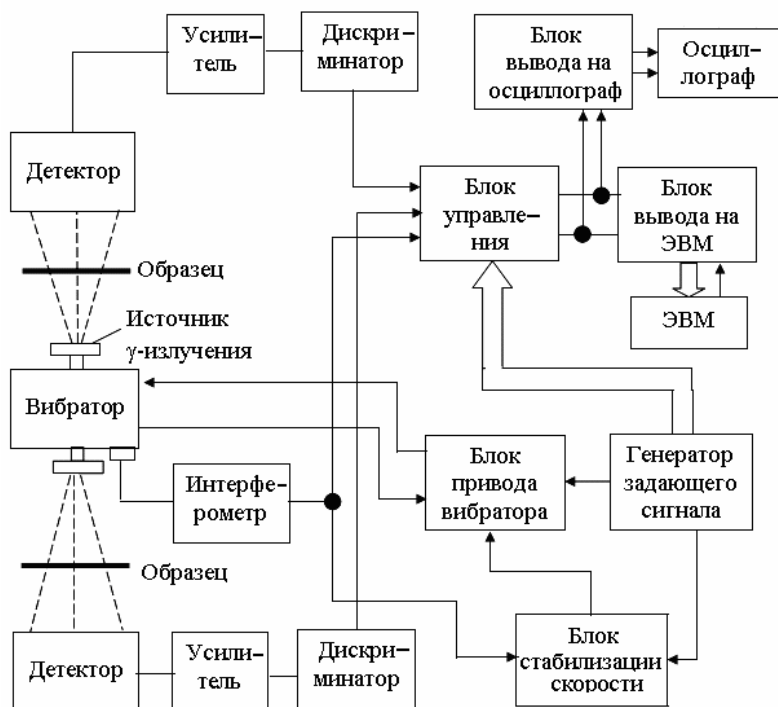 Усили–
тель
Дискри–
минатор
Блок
вывода на
осциллограф
Осцил–
лограф
Детектор
Блок
управле–
ния
Блок
вывода на
ЭВМ
Образец
Источник
γ-излучения
ЭВМ
Вибратор
Блок
привода
вибратора
Генератор
задающего
сигнала
Интерфе–
рометр
Образец
Детектор
Усили–
тель
Дискри–
минатор
Блок
стабилизации
скорости